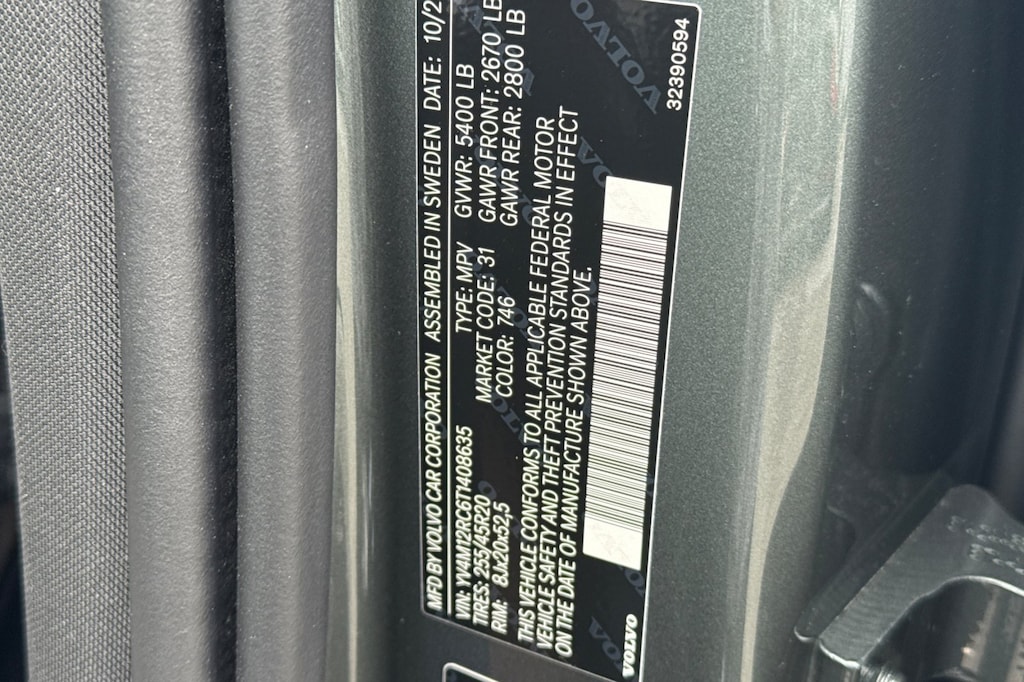 MFD BY VOLVO CAR CORPORATION ASSEMBLED IN SWEDEN DATE: 10/2
VIN: YV4M12RC6T1408635 TYPE: MPV GVWR: 5400 LB
TIRES: 255/45R20 MARKET CODE: 31 GAWR FRONT: 2670 LB
RIM: 8Jx20x52,5 COLOR: 746 GAWR REAR: 2800 LB
THIS VEHICLE CONFORMS TO ALL APPLICABLE FEDERAL MOTOR
VEHICLE SAFETY AND THEFT PREVENTION STANDARDS IN EFFECT
ON THE DATE OF MANUFACTURE SHOWN ABOVE.
VOLVO
32390594